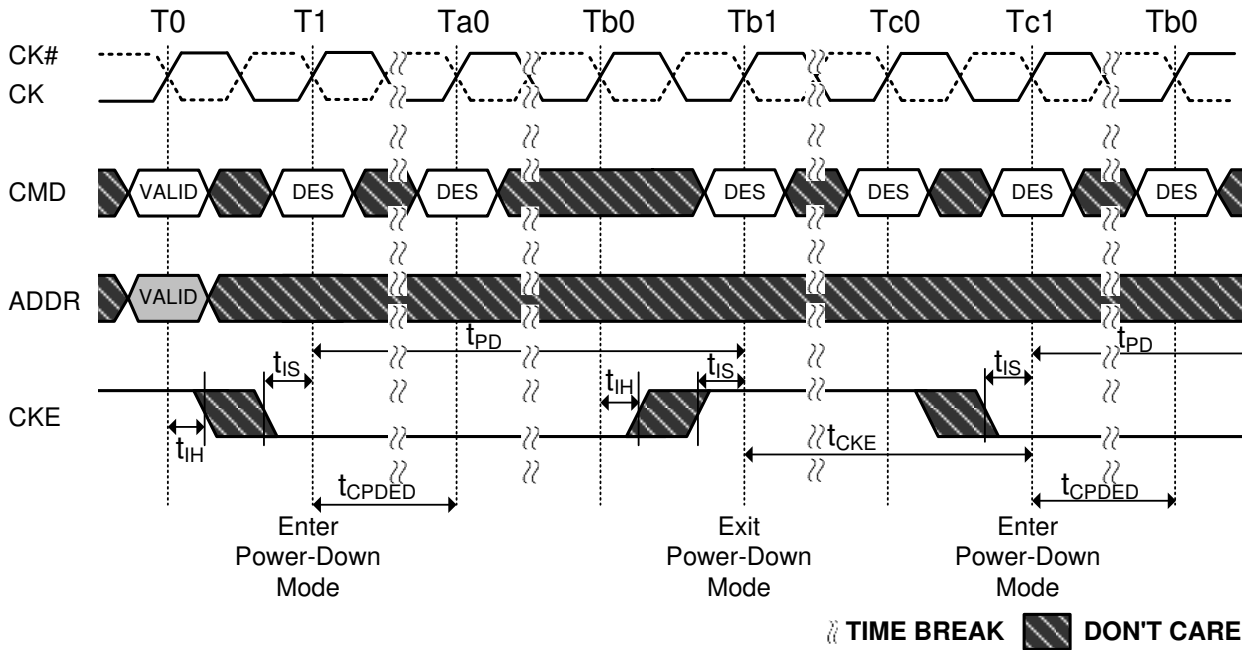 T0 T1 Ta0 Tb0 Tb1 Tc0 Tc1 Tb0
CK#
CK
CMD VALID DES DES DES DES DES DES
ADDR VALID
tPD tPD
tIS tIH tIS tIS
CKE
tIH tCKE
tCPDED tCPDED
Enter
Power-Down
Mode
Exit
Power-Down
Mode
Enter
Power-Down
Mode
TIME BREAK DON'T CARE